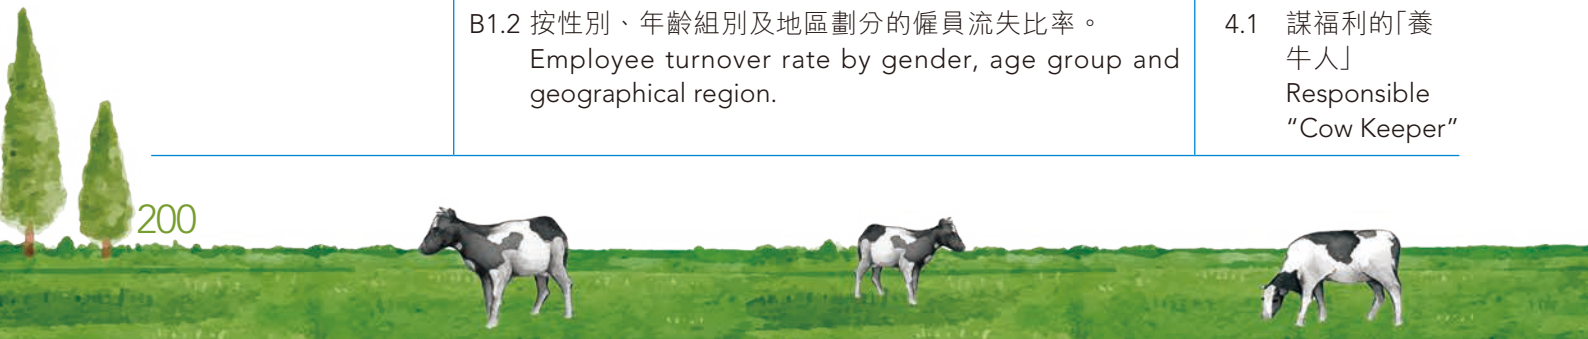 B1.2 按性別、年齡組別及地區劃分的僱員流失比率。
Employee turnover rate by gender, age group and
geographical region.
4.1 謀福利的「養
牛人」
Responsible
“Cow Keeper”
200